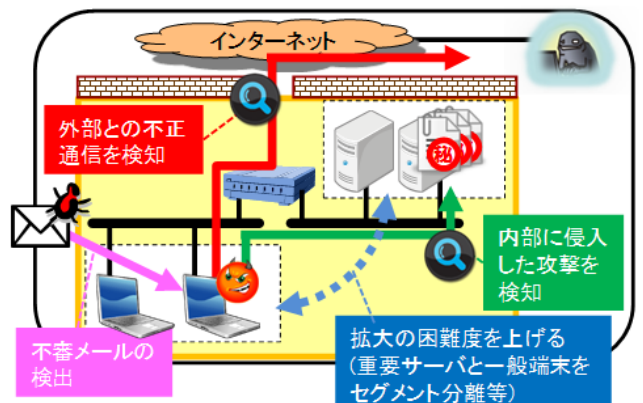 インターネット
外部との不正
通信を検知
秘
内部に侵入
した攻撃を
検知
不審メールの
検出
拡大の困難度を上げる
(重要サーバと一般端末を
セグメント分離等)